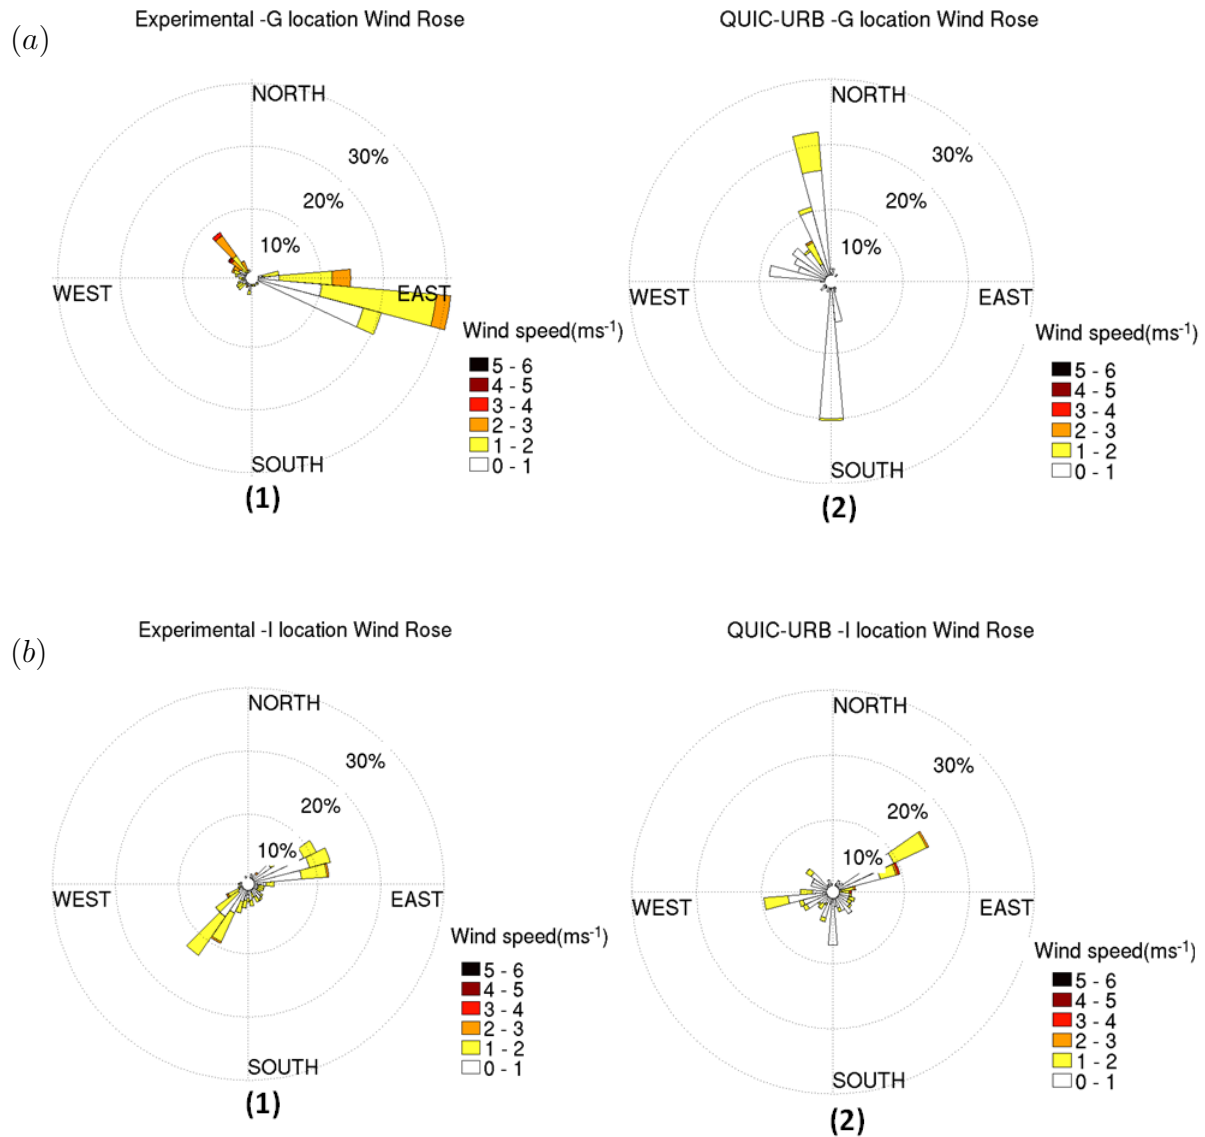 Experimental -G location Wind Rose
QUIC-URB -G location Wind Rose
(a)
NORTH
30%
20%
10%
WEST
EAST
SOUTH
Wind speed(ms-1)
5 - 6
4 - 5
3 - 4
2 - 3
1 - 2
0 - 1
(1)
NORTH
30%
20%
10%
WEST
EAST
SOUTH
Wind speed(ms-1)
5 - 6
4 - 5
3 - 4
2 - 3
1 - 2
0 - 1
(2)
Experimental -I location Wind Rose
QUIC-URB -I location Wind Rose
(b)
NORTH
30%
20%
10%
WEST
EAST
SOUTH
Wind speed(ms-1)
5 - 6
4 - 5
3 - 4
2 - 3
1 - 2
0 - 1
(1)
NORTH
30%
20%
10%
WEST
EAST
SOUTH
Wind speed(ms-1)
5 - 6
4 - 5
3 - 4
2 - 3
1 - 2
0 - 1
(2)